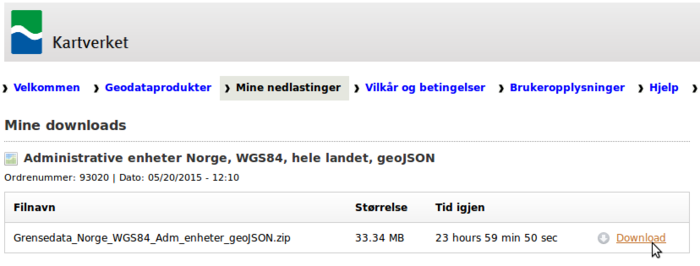 Kartverket
Velkommen Geodataprodukter Mine nedlastinger Vilkår og betingelser Brukeropplysninger Hjelp
Mine downloads
Administrative enheter Norge, WGS84, hele landet, geoJSON
Ordrenummer: 93020 | Dato: 05/20/2015 - 12:10
Filnavn Størrelse Tid igjen
Grensedata_Norge_WGS84_Adm_enheter_geoJSON.zip 33.34 MB 23 hours 59 min 50 sec Download